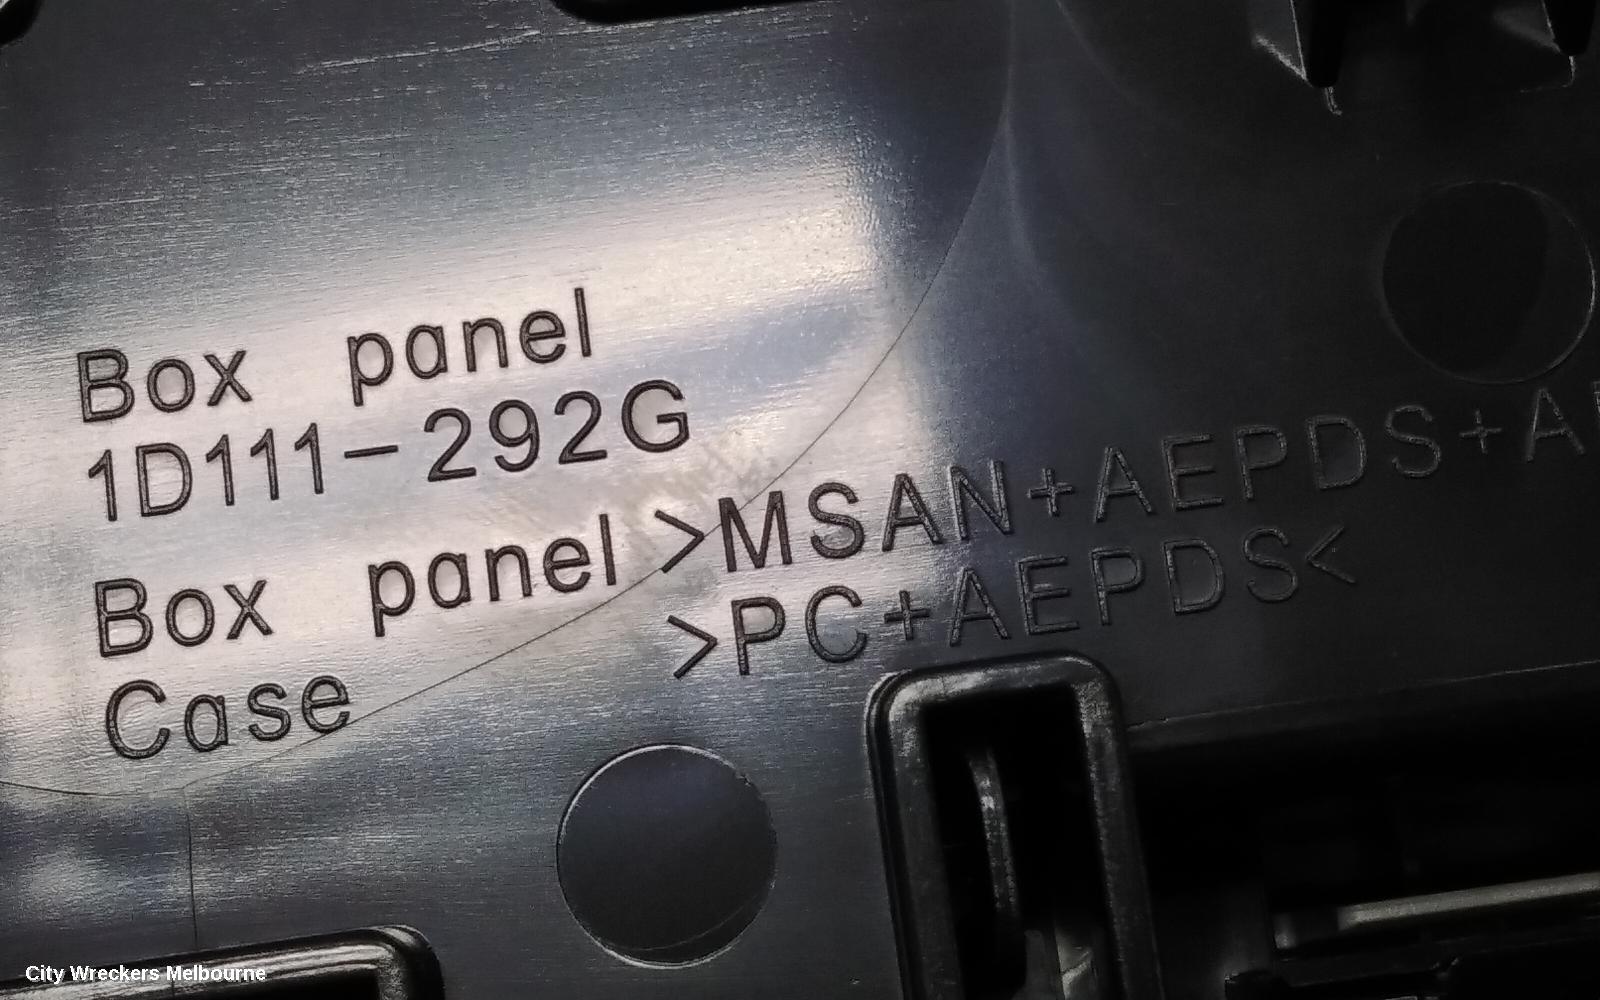 Box panel
1D111-292G
Box panel >MSAN+AEPDS+A
Case >PC+AEPDS<
City Wreckers Melbourne